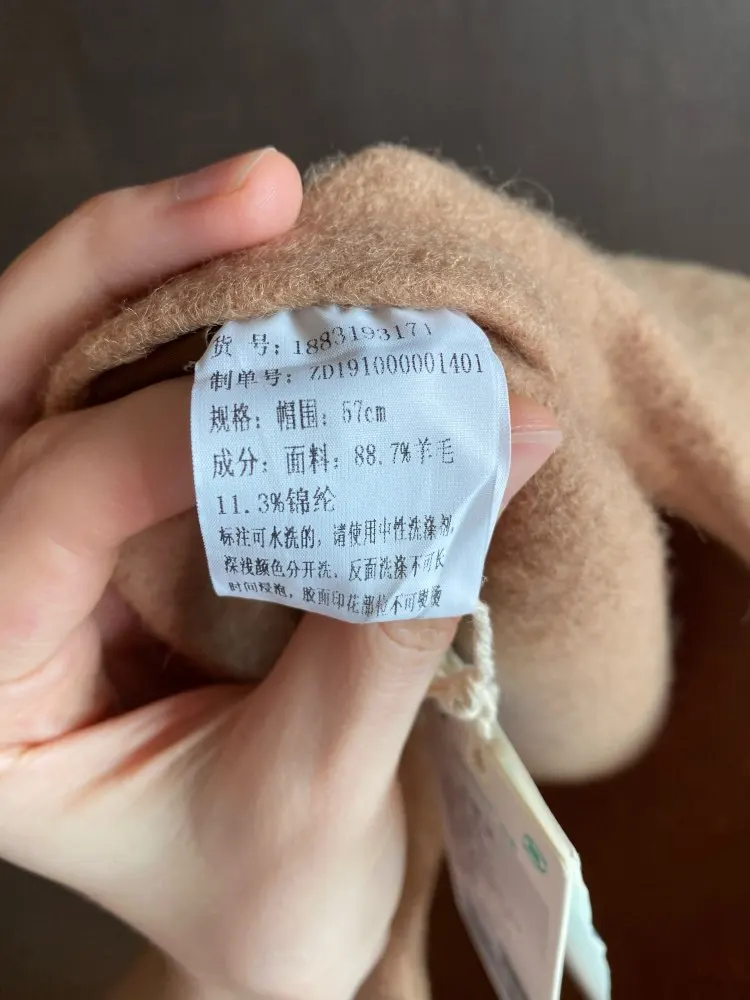 货 号：1883193171
制单号：ZD191000001401
规格：帽围：57cm
成分：面料：88.7%羊毛
11.3%锦纶
标注可水洗的，请使用中性洗涤剂，
深浅颜色分开洗，反面洗涤不可长
时间浸泡，胶面印花部位不可熨烫